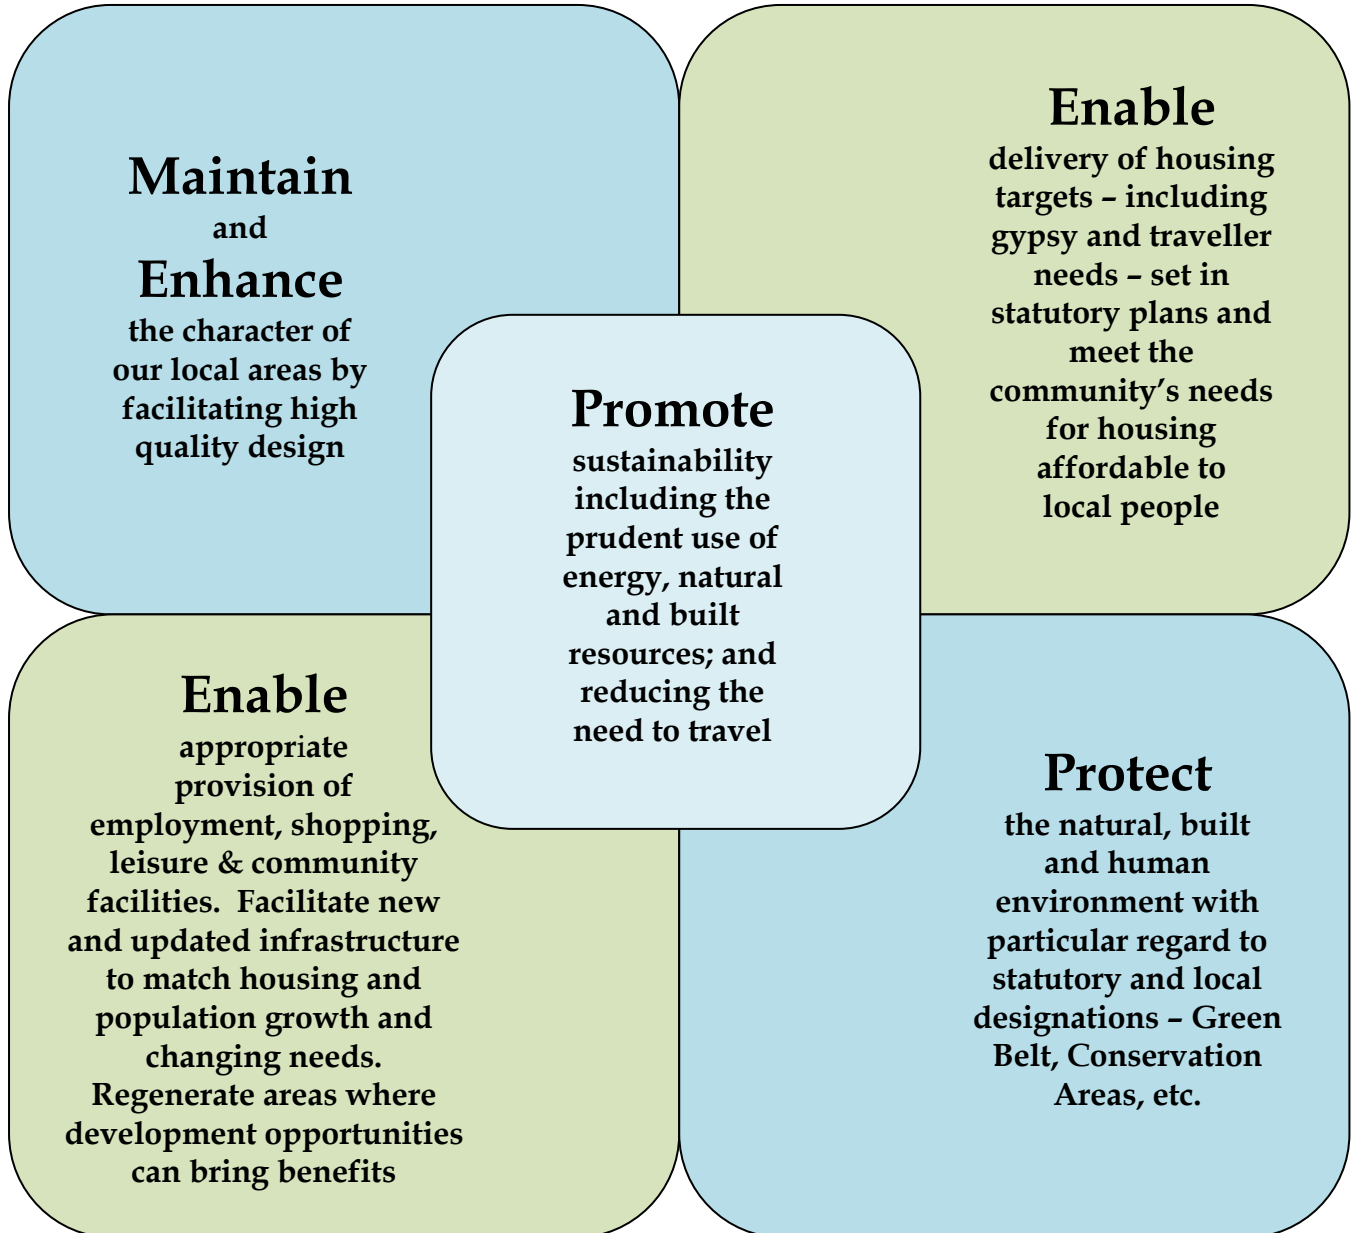 Maintain
and
Enhance
the character of
our local areas by
facilitating high
quality design
Enable
delivery of housing
targets – including
gypsy and traveller
needs – set in
statutory plans and
meet the
community’s needs
for housing
affordable to
local people
Promote
sustainability
including the
prudent use of
energy, natural
and built
resources; and
reducing the
need to travel
Enable
appropriate
provision of
employment, shopping,
leisure & community
facilities.  Facilitate new
and updated infrastructure
to match housing and
population growth and
changing needs.
Regenerate areas where
development opportunities
can bring benefits
Protect
the natural, built
and human
environment with
particular regard to
statutory and local
designations – Green
Belt, Conservation
Areas, etc.